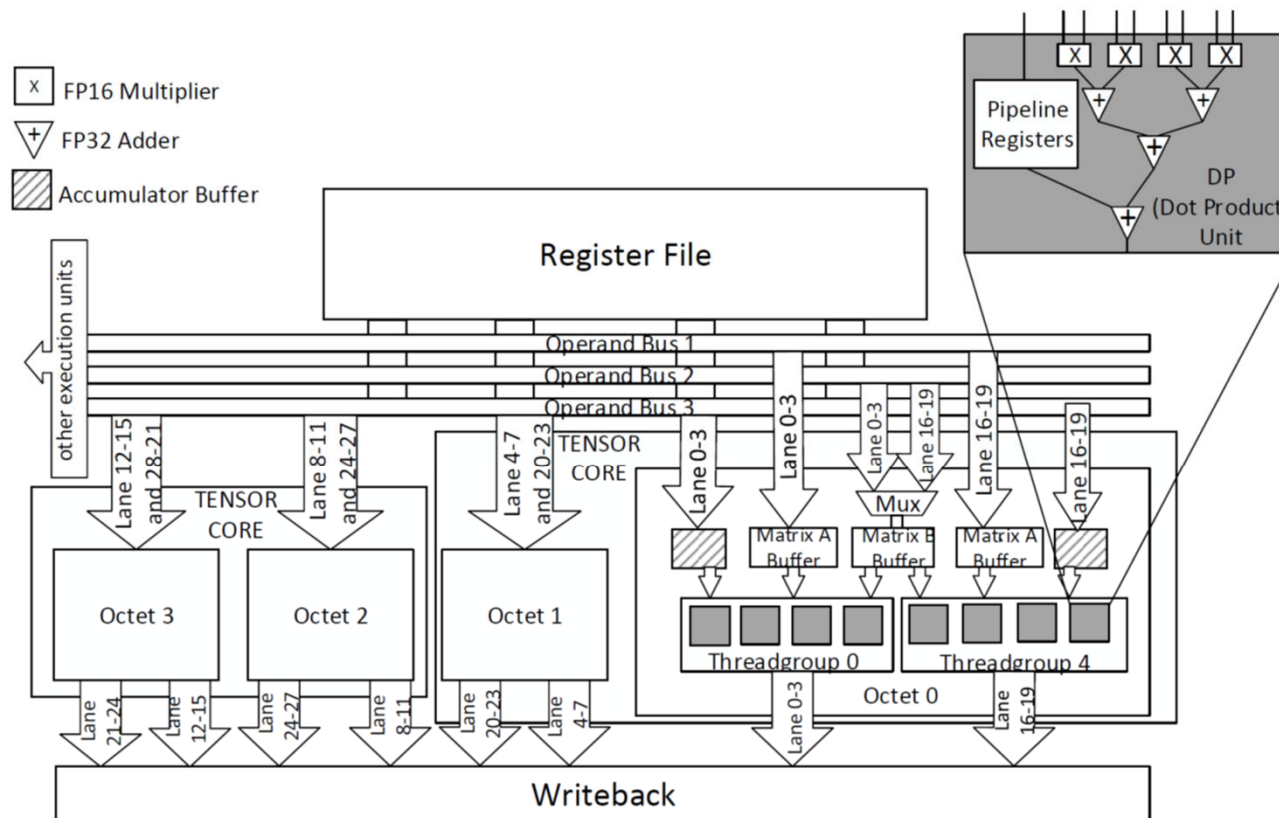 X
FP16 Multiplier
+
FP32 Adder
Accumulator Buffer
X
X
X
X
+
+
+
+
Pipeline
Registers
DP
(Dot Product
Unit
Register File
other execution units
Operand Bus 1
Operand Bus 2
Operand Bus 3
Lane 12-15
and 28-21
Lane 8-11
and 24-27
Lane 4-7
and 20-23
TENSOR
CORE
TENSOR
CORE
Lane 0-3
Lane 0-3
Lane 0-3
Lane 16-19
Lane 16-19
Lane 16-19
Mux
Matrix A
Buffer
Matrix B
Buffer
Matrix A
Buffer
Octet 3
Octet 2
Octet 1
Threadgroup 0
Threadgroup 4
Octet 0
Lane
21-24
Lane
12-15
Lane
24-27
Lane
8-11
Lane
20-23
Lane
4-7
Lane 0-3
Lane
16-19
Writeback